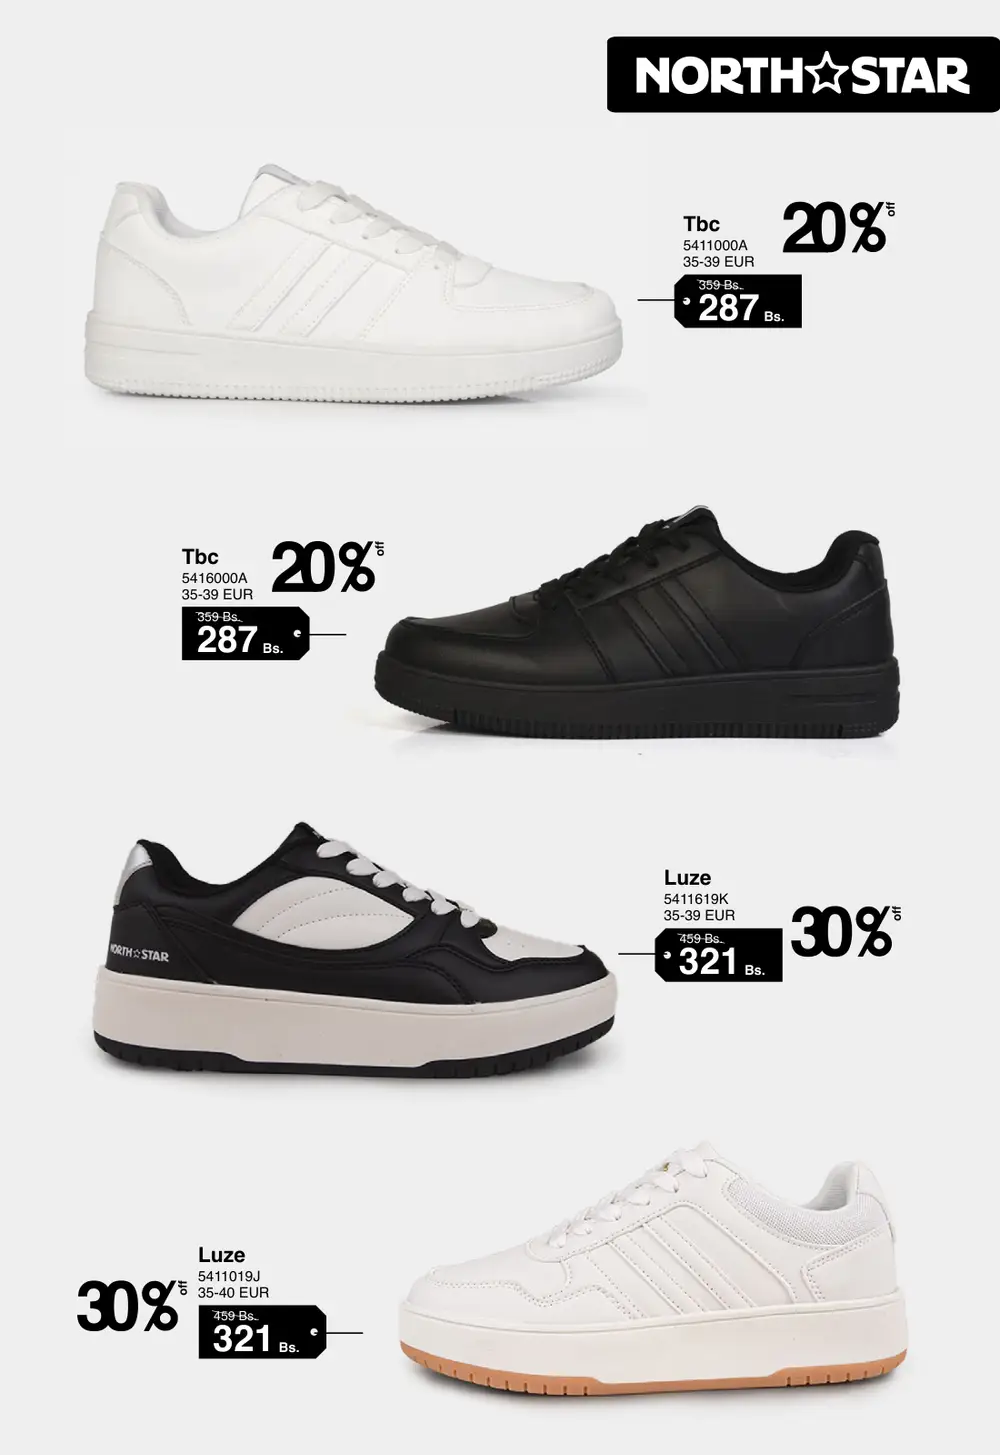 NORTH☆STAR
Tbc
5411000A
35-39 EUR
20% off
359 Bs.
287 Bs.
Tbc
5416000A
35-39 EUR
20% off
359 Bs.
287 Bs.
NORTH☆STAR
Luze
5411619K
35-39 EUR
30% off
459 Bs.
321 Bs.
Luze
5411019J
35-40 EUR
30% off
459 Bs.
321 Bs.